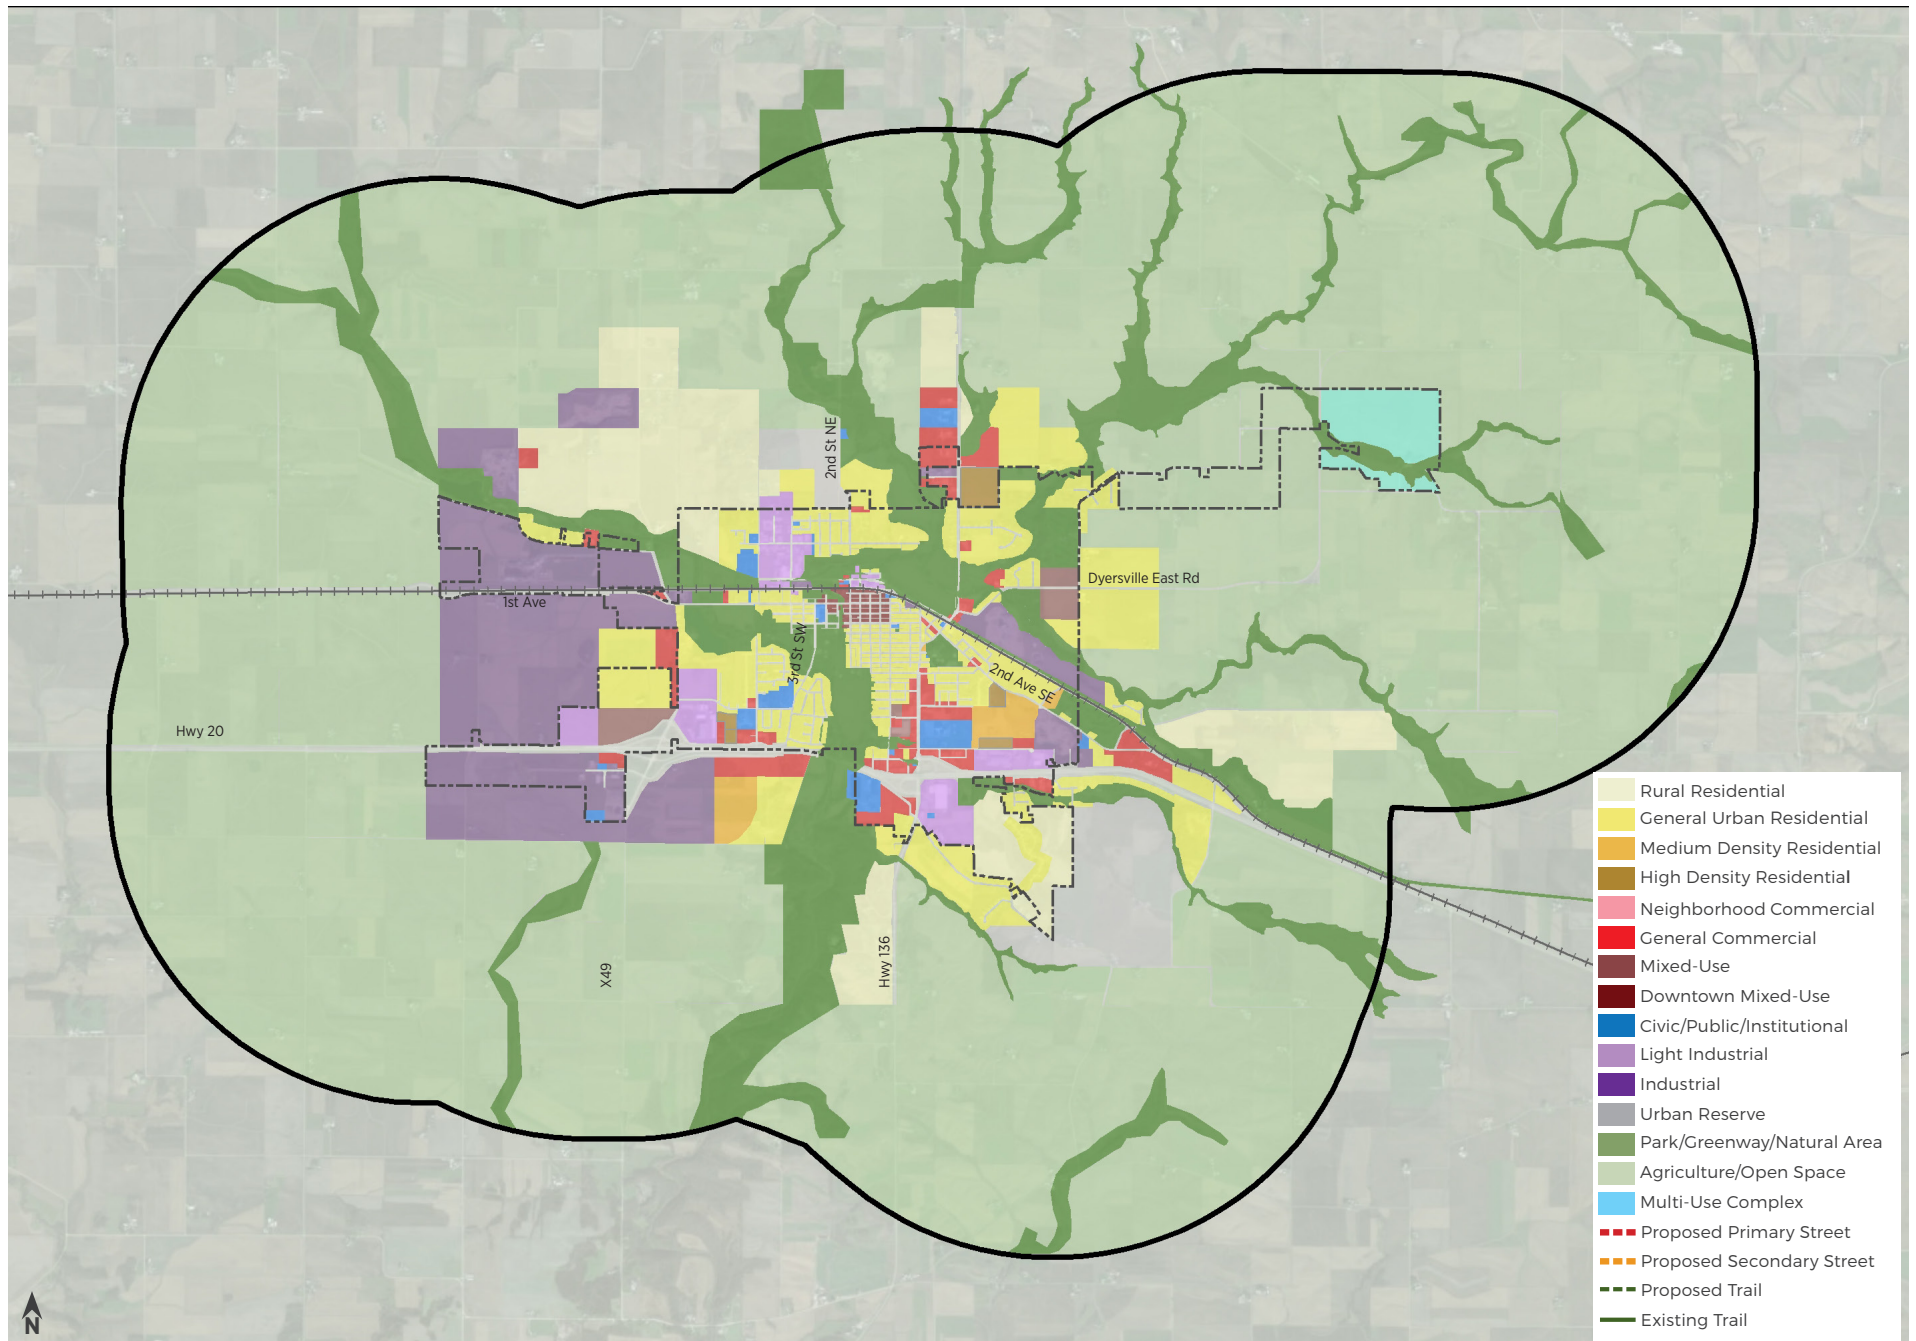 2nd St NE
Dyersville East Rd
1st Ave
3rd St SW
2nd Ave SE
Hwy 20
X49
Hwy 136
N
Rural Residential
General Urban Residential
Medium Density Residential
High Density Residential
Neighborhood Commercial
General Commercial
Mixed-Use
Downtown Mixed-Use
Civic/Public/Institutional
Light Industrial
Industrial
Urban Reserve
Park/Greenway/Natural Area
Agriculture/Open Space
Multi-Use Complex
Proposed Primary Street
Proposed Secondary Street
Proposed Trail
Existing Trail